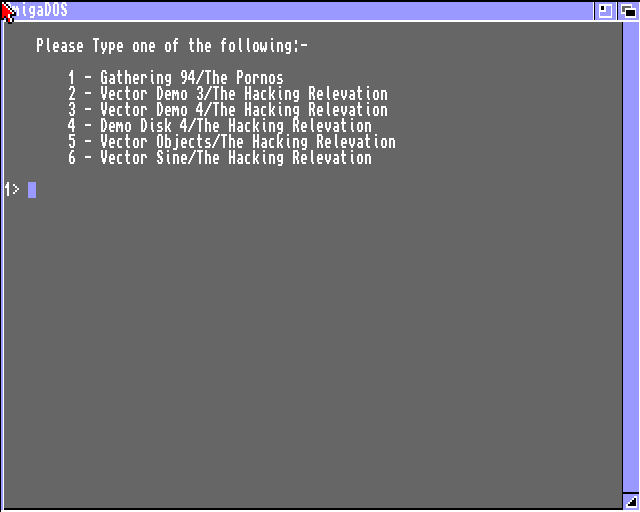 AmigaDOS
Please Type one of the following:-
1 - Gathering 94/The Pornos
2 - Vector Demo 3/The Hacking Relevation
3 - Vector Demo 4/The Hacking Relevation
4 - Demo Disk 4/The Hacking Relevation
5 - Vector Objects/The Hacking Relevation
6 - Vector Sine/The Hacking Relevation
1>